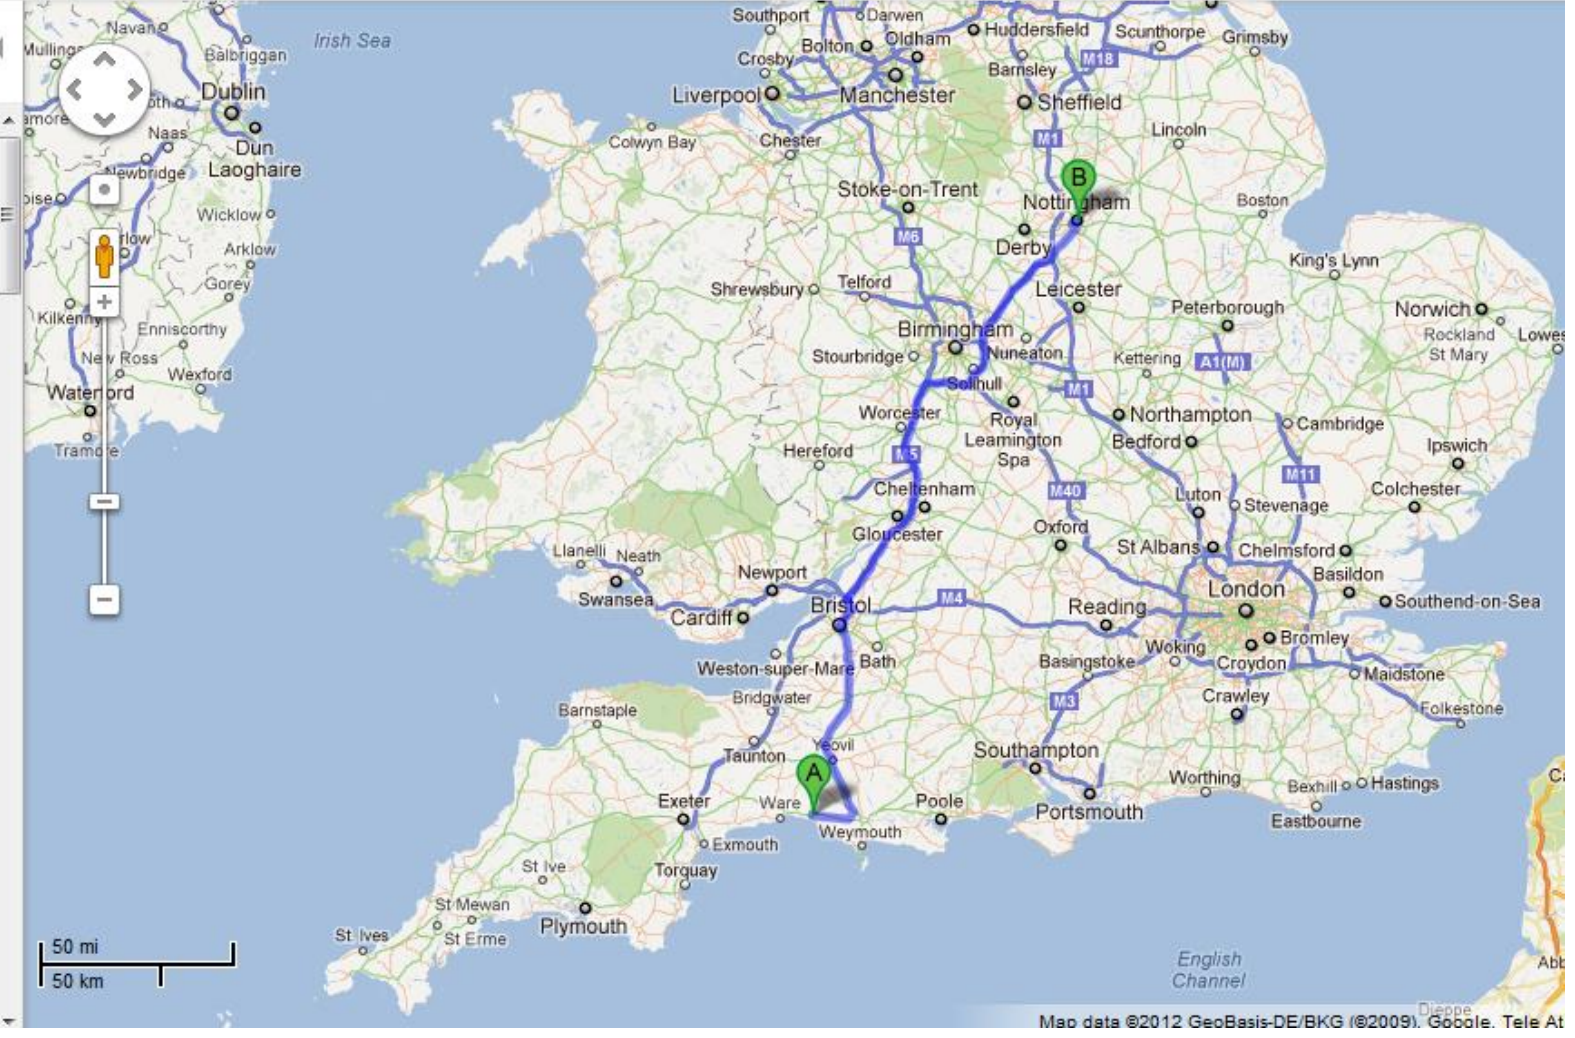 Southport
Darwen
Navan
Irish Sea
Bolton
Oldham
Huddersfield
Scunthorpe
Grimsby
Balbriggan
Crosby
Barnsley
M18
Dublin
Liverpool
Manchester
Sheffield
Naas
Dun
Laoghaire
Colwyn Bay
Chester
M1
Lincoln
Newbridge
B
Stoke-on-Trent
Nottingham
Boston
Wicklow
M6
Derby
Arklow
King's Lynn
Gorey
Shrewsbury
Telford
Leicester
Peterborough
Norwich
Kilkenny
Enniscorthy
Birmingham
Rockland
St Mary
Lowes
New Ross
Stourbridge
Nuneaton
Kettering
A1(M)
Wexford
Waterford
Solihull
M1
Worcester
Royal
Leamington
Spa
Northampton
Cambridge
Bedford
Tramore
Hereford
M5
Ipswich
M11
Cheltenham
M40
Luton
Stevenage
Colchester
Gloucester
Oxford
St Albans
Chelmsford
Llanelli
Neath
Newport
Basildon
Swansea
Bristol
M4
Reading
London
Southend-on-Sea
Cardiff
Bromley
Weston-super-Mare
Bath
Basingstoke
Woking
Croydon
Maidstone
Bridgwater
M3
Crawley
Folkestone
Barnstaple
Taunton
Yeovil
Southampton
A
Worthing
Bexhill
Hastings
Exeter
Ware
Poole
Portsmouth
Eastbourne
Weymouth
Exmouth
St Ive
Torquay
St Mewan
Plymouth
St Ives
St Erme
50 mi
50 km
English
Channel
Abb
Dieppe
Map data ©2012 GeoBasis-DE/BKG (©2009), Google, Tele At